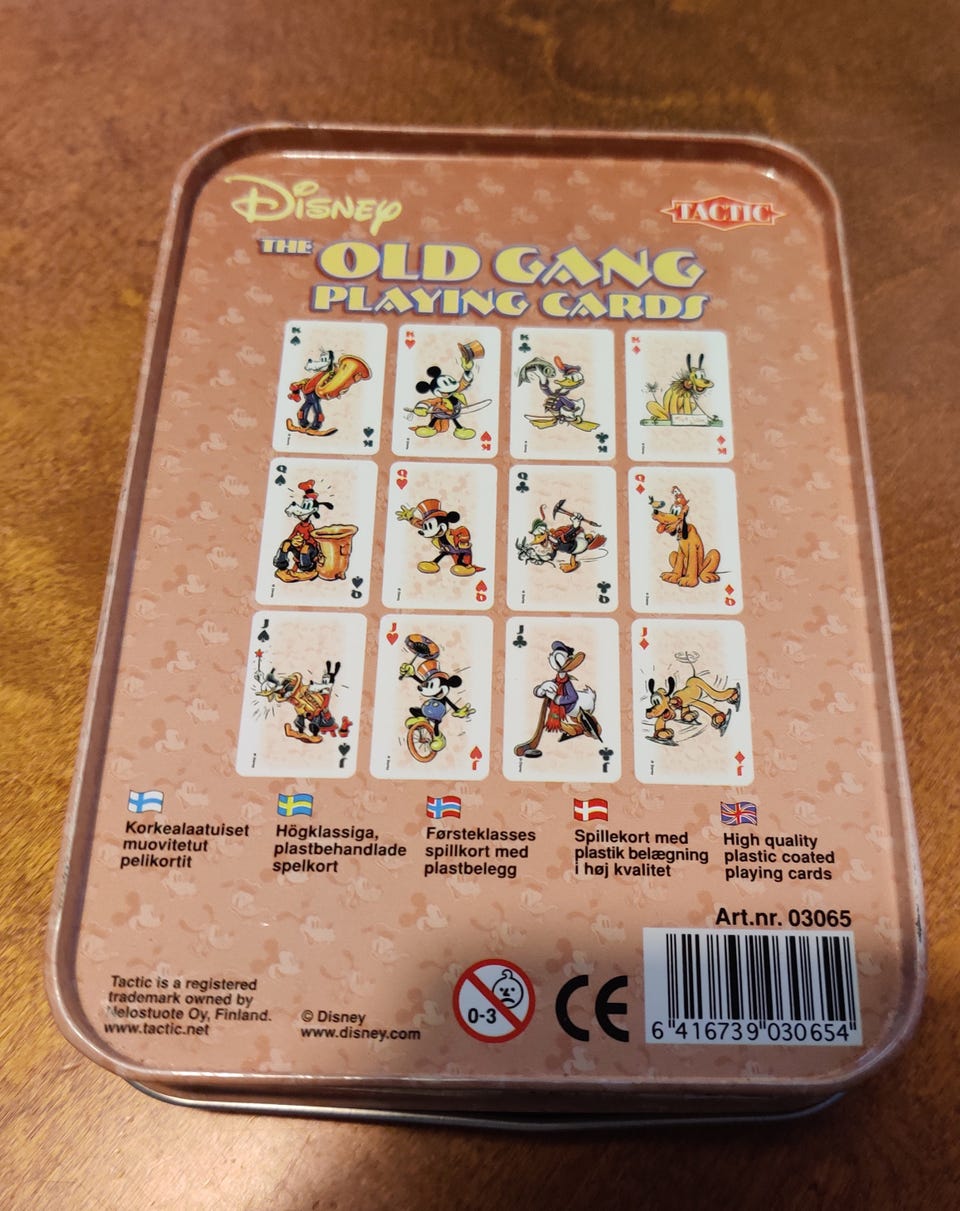 Disney
TACTIC
THE OLD GANG
PLAYING CARDS
K K K K
K K K K
Q Q Q Q
Q Q Q Q
J J J J
J J J J
Korkealaatuiset
muovitetut
pelikortit
Högklassiga,
plastbehandlade
spelkort
Førsteklasses
spillkort med
plastbelegg
Spillekort med
plastik belægning
i høj kvalitet
High quality
plastic coated
playing cards
Art.nr. 03065
Tactic is a registered
trademark owned by
Nelostuote Oy, Finland.
www.tactic.net
© Disney
www.disney.com
0-3
CE
6 416739 030654